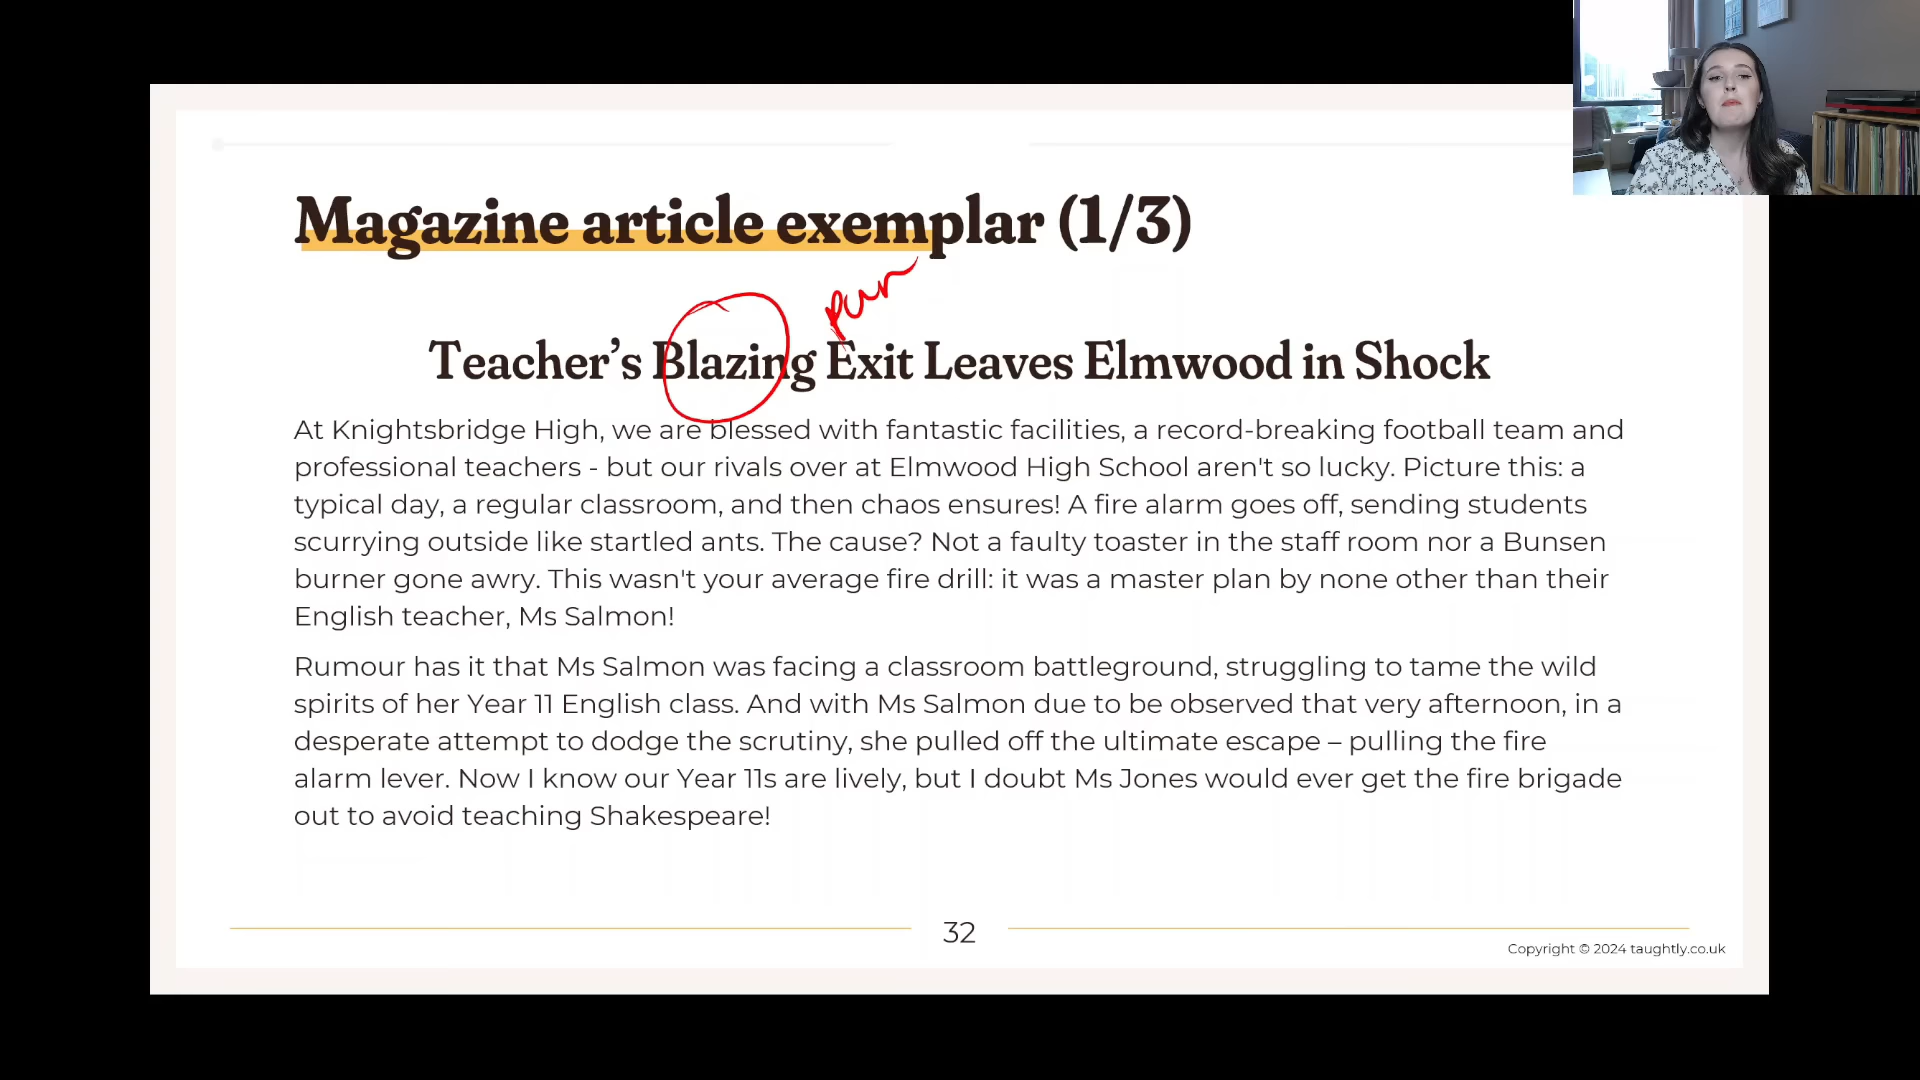 Magazine article exemplar (1/3)
pun
Teacher’s Blazing Exit Leaves Elmwood in Shock
At Knightsbridge High, we are blessed with fantastic facilities, a record-breaking football team and
professional teachers - but our rivals over at Elmwood High School aren't so lucky. Picture this: a
typical day, a regular classroom, and then chaos ensures! A fire alarm goes off, sending students
scurrying outside like startled ants. The cause? Not a faulty toaster in the staff room nor a Bunsen
burner gone awry. This wasn't your average fire drill: it was a master plan by none other than their
English teacher, Ms Salmon!
Rumour has it that Ms Salmon was facing a classroom battleground, struggling to tame the wild
spirits of her Year 11 English class. And with Ms Salmon due to be observed that very afternoon, in a
desperate attempt to dodge the scrutiny, she pulled off the ultimate escape – pulling the fire
alarm lever. Now I know our Year 11s are lively, but I doubt Ms Jones would ever get the fire brigade
out to avoid teaching Shakespeare!
32
Copyright © 2024 taughtly.co.uk